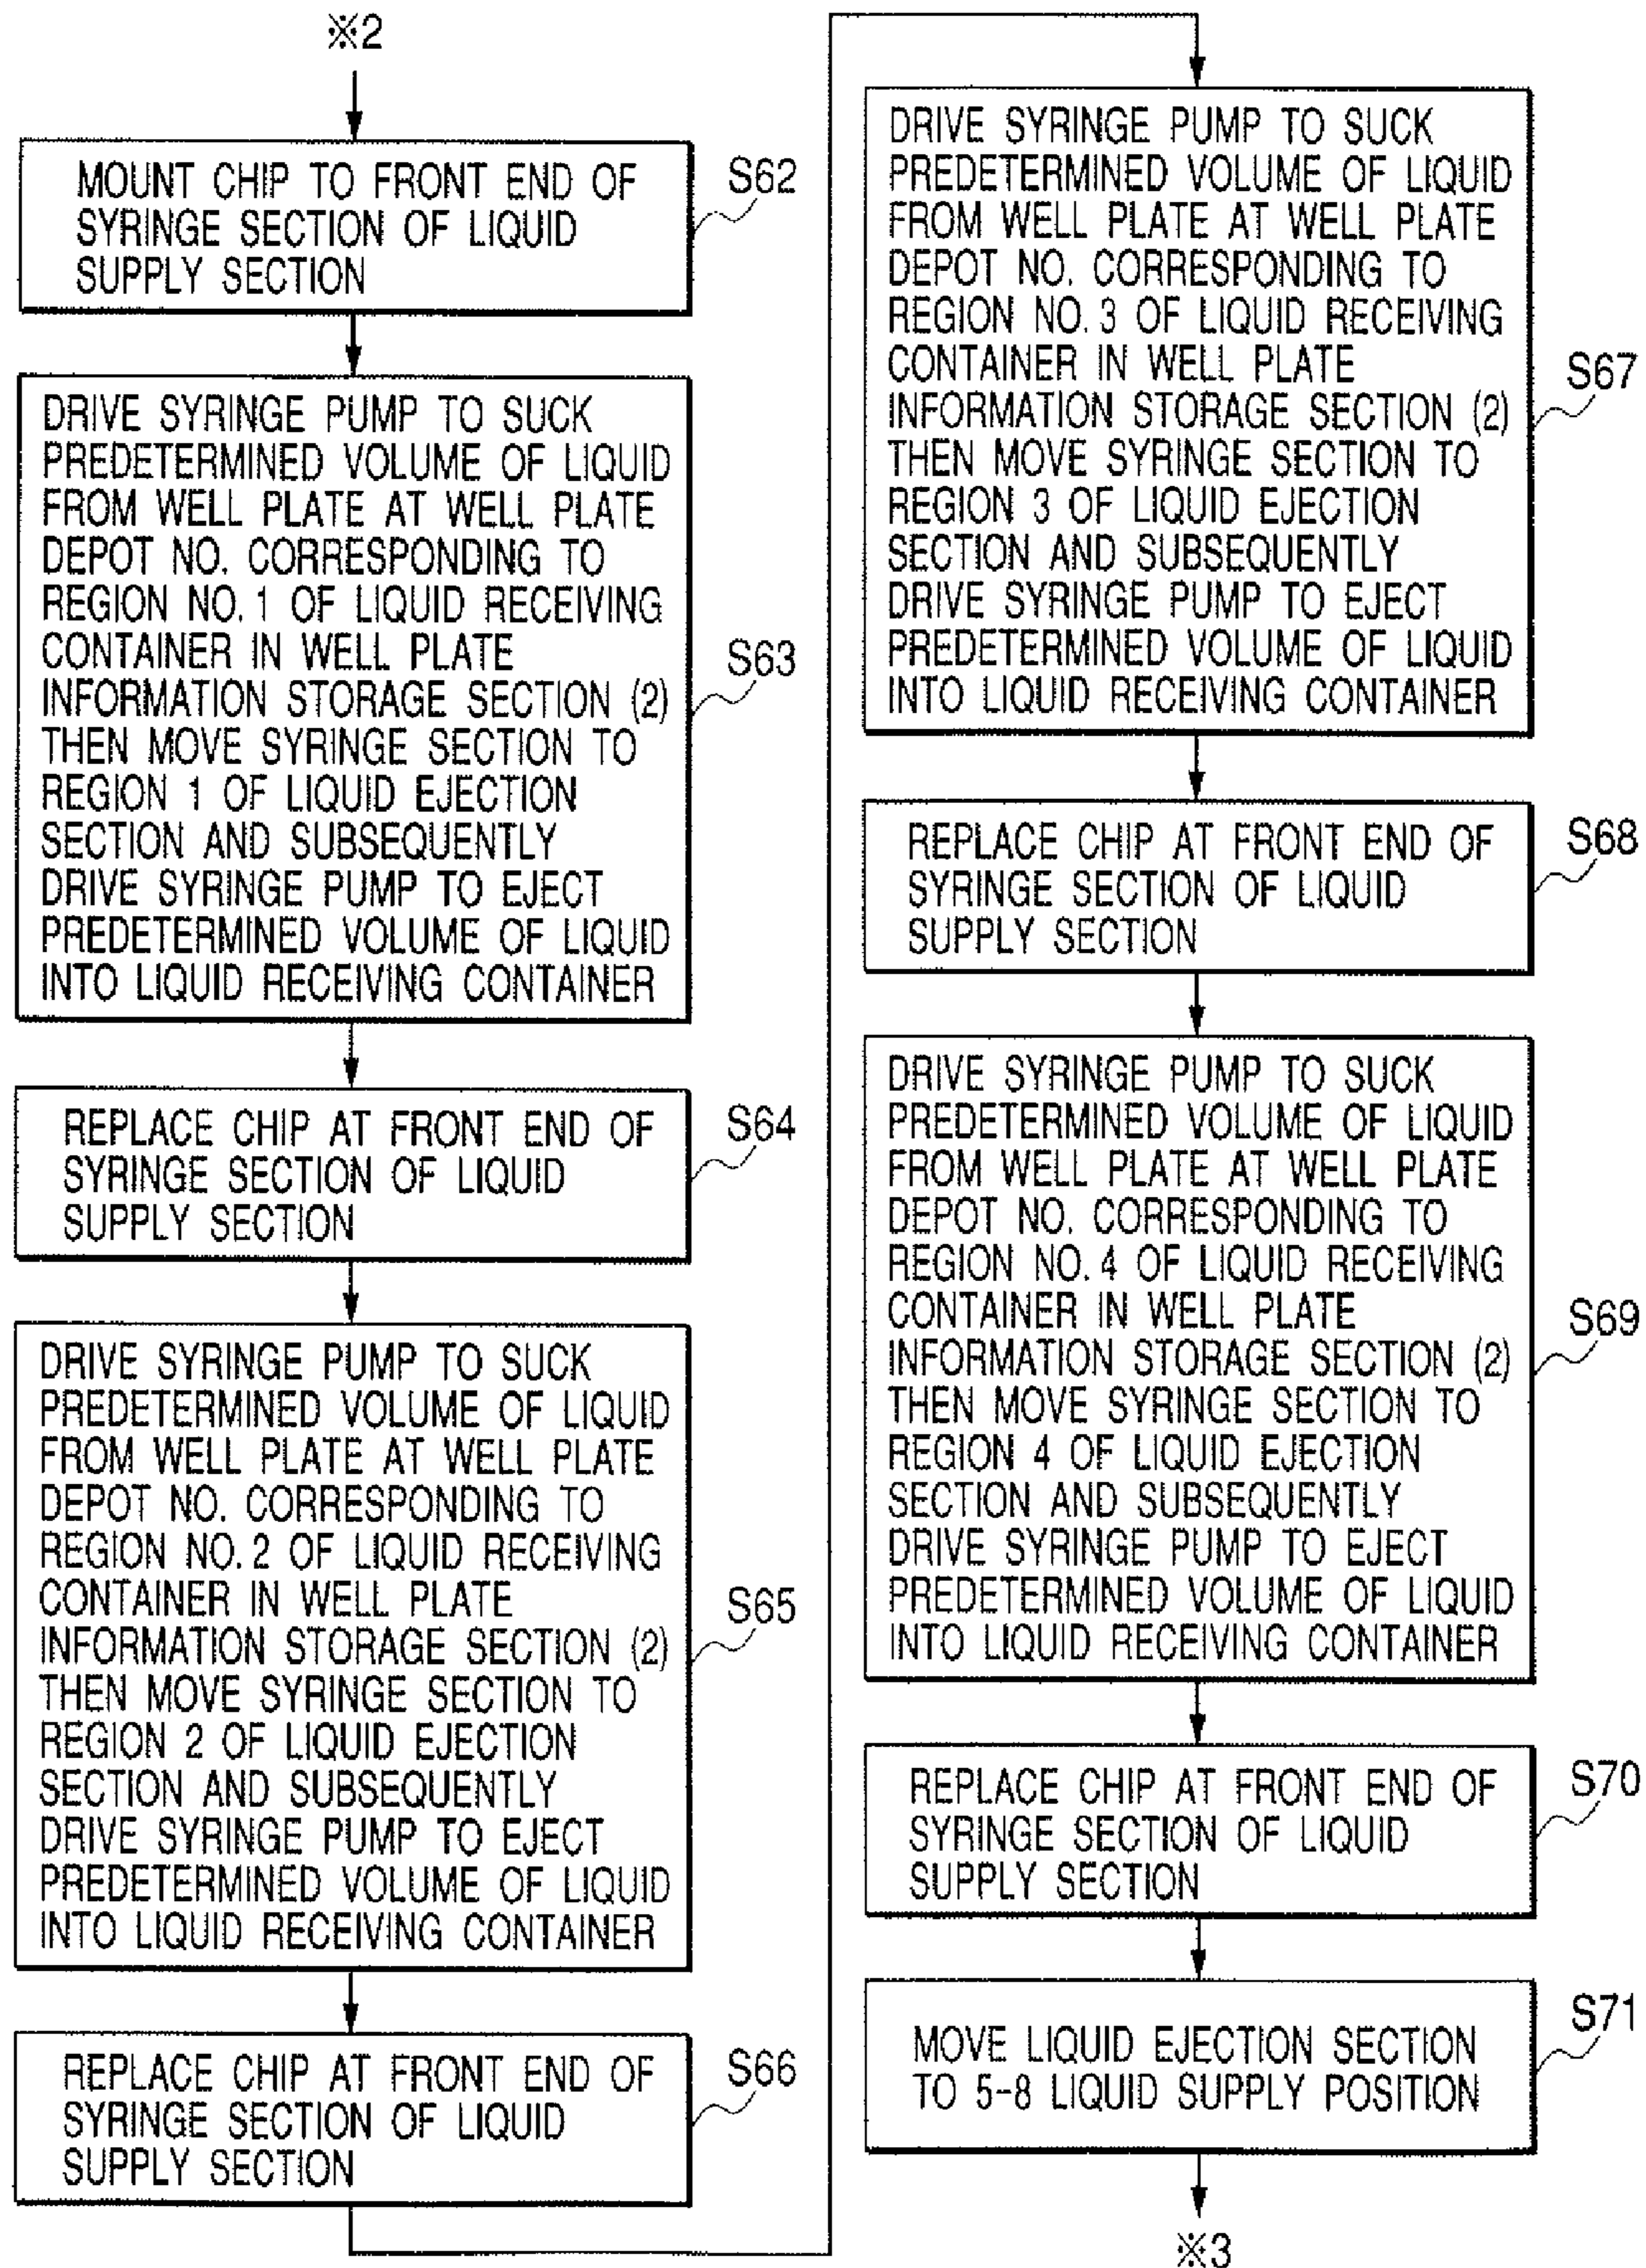 ※2
MOUNT CHIP TO FRONT END OF
SYRINGE SECTION OF LIQUID
SUPPLY SECTION
S62
DRIVE SYRINGE PUMP TO SUCK
PREDETERMINED VOLUME OF LIQUID
FROM WELL PLATE AT WELL PLATE
DEPOT NO. CORRESPONDING TO
REGION NO. 1 OF LIQUID RECEIVING
CONTAINER IN WELL PLATE
INFORMATION STORAGE SECTION (2)
THEN MOVE SYRINGE SECTION TO
REGION 1 OF LIQUID EJECTION
SECTION AND SUBSEQUENTLY
DRIVE SYRINGE PUMP TO EJECT
PREDETERMINED VOLUME OF LIQUID
INTO LIQUID RECEIVING CONTAINER
S63
REPLACE CHIP AT FRONT END OF
SYRINGE SECTION OF LIQUID
SUPPLY SECTION
S64
DRIVE SYRINGE PUMP TO SUCK
PREDETERMINED VOLUME OF LIQUID
FROM WELL PLATE AT WELL PLATE
DEPOT NO. CORRESPONDING TO
REGION NO. 2 OF LIQUID RECEIVING
CONTAINER IN WELL PLATE
INFORMATION STORAGE SECTION (2)
THEN MOVE SYRINGE SECTION TO
REGION 2 OF LIQUID EJECTION
SECTION AND SUBSEQUENTLY
DRIVE SYRINGE PUMP TO EJECT
PREDETERMINED VOLUME OF LIQUID
INTO LIQUID RECEIVING CONTAINER
S65
REPLACE CHIP AT FRONT END OF
SYRINGE SECTION OF LIQUID
SUPPLY SECTION
S66
DRIVE SYRINGE PUMP TO SUCK
PREDETERMINED VOLUME OF LIQUID
FROM WELL PLATE AT WELL PLATE
DEPOT NO. CORRESPONDING TO
REGION NO. 3 OF LIQUID RECEIVING
CONTAINER IN WELL PLATE
INFORMATION STORAGE SECTION (2)
THEN MOVE SYRINGE SECTION TO
REGION 3 OF LIQUID EJECTION
SECTION AND SUBSEQUENTLY
DRIVE SYRINGE PUMP TO EJECT
PREDETERMINED VOLUME OF LIQUID
INTO LIQUID RECEIVING CONTAINER
S67
REPLACE CHIP AT FRONT END OF
SYRINGE SECTION OF LIQUID
SUPPLY SECTION
S68
DRIVE SYRINGE PUMP TO SUCK
PREDETERMINED VOLUME OF LIQUID
FROM WELL PLATE AT WELL PLATE
DEPOT NO. CORRESPONDING TO
REGION NO. 4 OF LIQUID RECEIVING
CONTAINER IN WELL PLATE
INFORMATION STORAGE SECTION (2)
THEN MOVE SYRINGE SECTION TO
REGION 4 OF LIQUID EJECTION
SECTION AND SUBSEQUENTLY
DRIVE SYRINGE PUMP TO EJECT
PREDETERMINED VOLUME OF LIQUID
INTO LIQUID RECEIVING CONTAINER
S69
REPLACE CHIP AT FRONT END OF
SYRINGE SECTION OF LIQUID
SUPPLY SECTION
S70
MOVE LIQUID EJECTION SECTION
TO 5-8 LIQUID SUPPLY POSITION
S71
※3